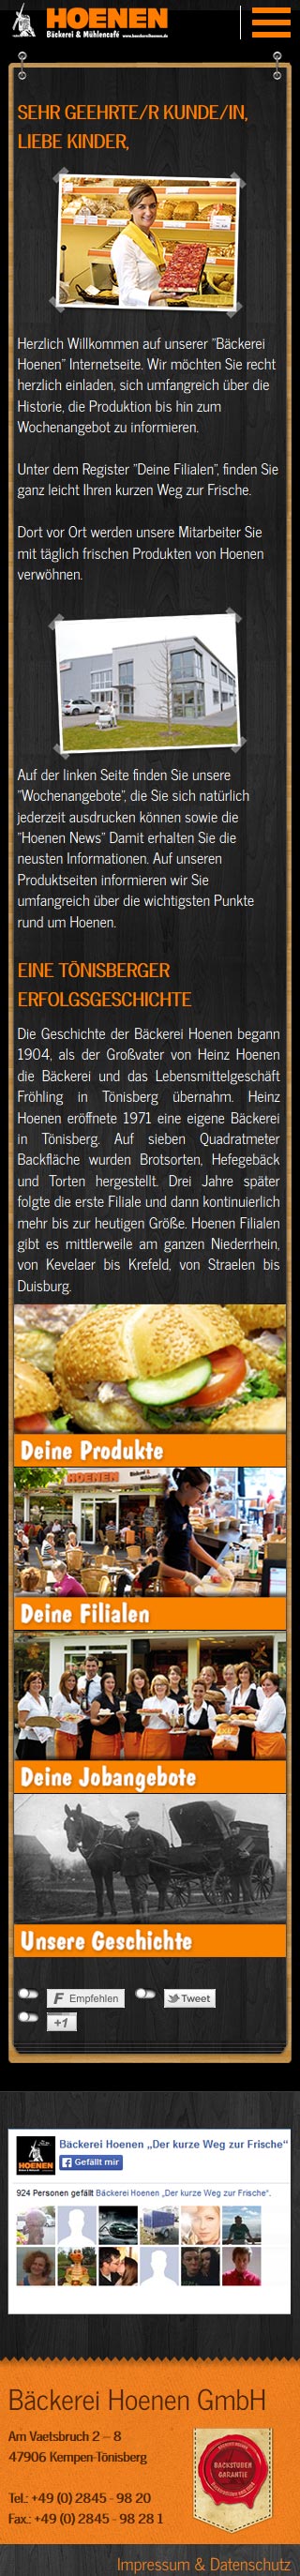 HOENEN
Bäckerei & Mühlencafé www.baeckereihoenen.de
SEHR GEEHRTE/R KUNDE/IN,
LIEBE KINDER,
Herzlich Willkommen auf unserer "Bäckerei
Hoenen" Internetseite. Wir möchten Sie recht
herzlich einladen, sich umfangreich über die
Historie, die Produktion bis hin zum
Wochenangebot zu informieren.
Unter dem Register "Deine Filialen", finden Sie
ganz leicht Ihren kurzen Weg zur Frische.
Dort vor Ort werden unsere Mitarbeiter Sie
mit täglich frischen Produkten von Hoenen
verwöhnen.
Auf der linken Seite finden Sie unsere
"Wochenangebote", die Sie sich natürlich
jederzeit ausdrucken können sowie die
"Hoenen News" Damit erhalten Sie die
neusten Informationen. Auf unseren
Produktseiten informieren wir Sie
umfangreich über die wichtigsten Punkte
rund um Hoenen.
EINE TÖNISBERGER
ERFOLGSGESCHICHTE
Die Geschichte der Bäckerei Hoenen begann
1904, als der Großvater von Heinz Hoenen
die Bäckerei und das Lebensmittelgeschäft
Fröhling in Tönisberg übernahm. Heinz
Hoenen eröffnete 1971 eine eigene Bäckerei
in Tönisberg. Auf sieben Quadratmeter
Backfläche wurden Brotsorten, Hefegebäck
und Torten hergestellt. Drei Jahre später
folgte die erste Filiale und dann kontinuierlich
mehr bis zur heutigen Größe. Hoenen Filialen
gibt es mittlerweile am ganzen Niederrhein,
von Kevelaer bis Krefeld, von Straelen bis
Duisburg.
Deine Produkte
HOENEN
Deine Filialen
Deine Jobangebote
Unsere Geschichte
F Empfehlen
Tweet
+1
HOENEN
Bäckerei Hoenen „Der kurze Weg zur Frische"
Gefällt mir
924 Personen gefällt Bäckerei Hoenen „Der kurze Weg zur Frische".
Bäckerei Hoenen GmbH
Am Vaetsbruch 2 – 8
47906 Kempen-Tönisberg
BACKSTUBEN
GARANTIE
Tel.: +49 (0) 2845 - 98 20
Fax.: +49 (0) 2845 - 98 28 1
Impressum & Datenschutz